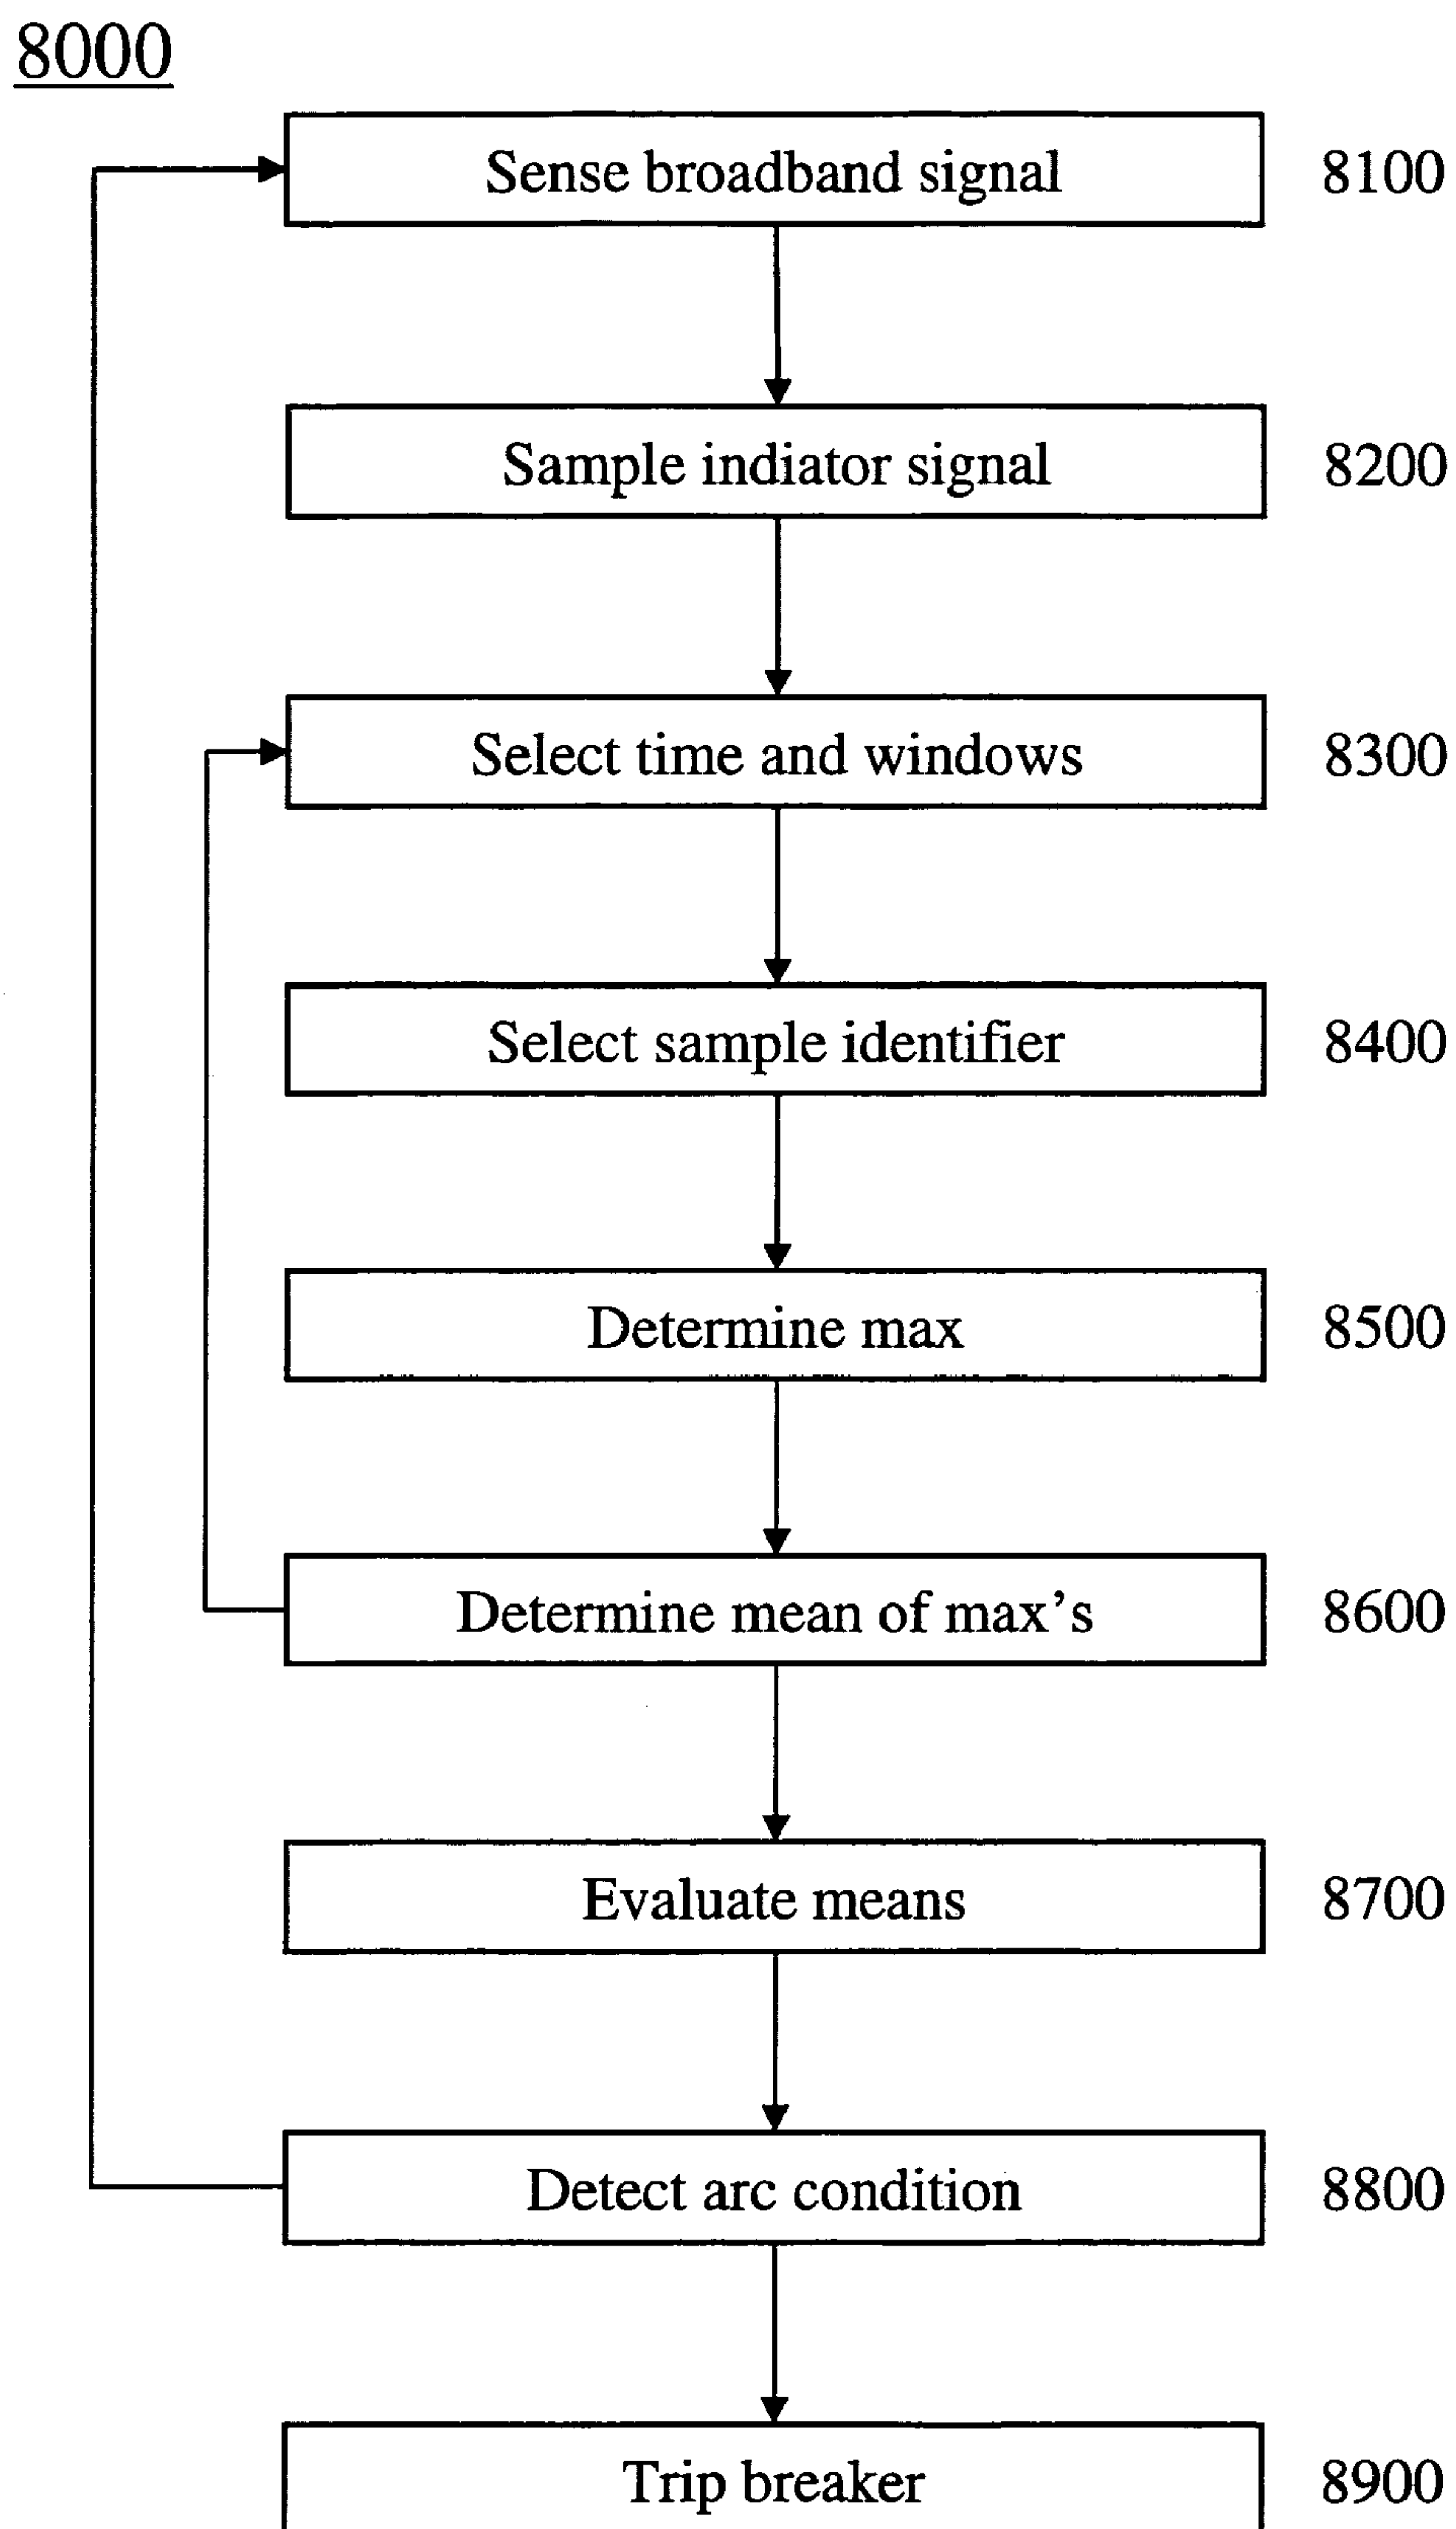 8000
Sense broadband signal 8100
Sample indiator signal 8200
Select time and windows 8300
Select sample identifier 8400
Determine max 8500
Determine mean of max’s 8600
Evaluate means 8700
Detect arc condition 8800
Trip breaker 8900